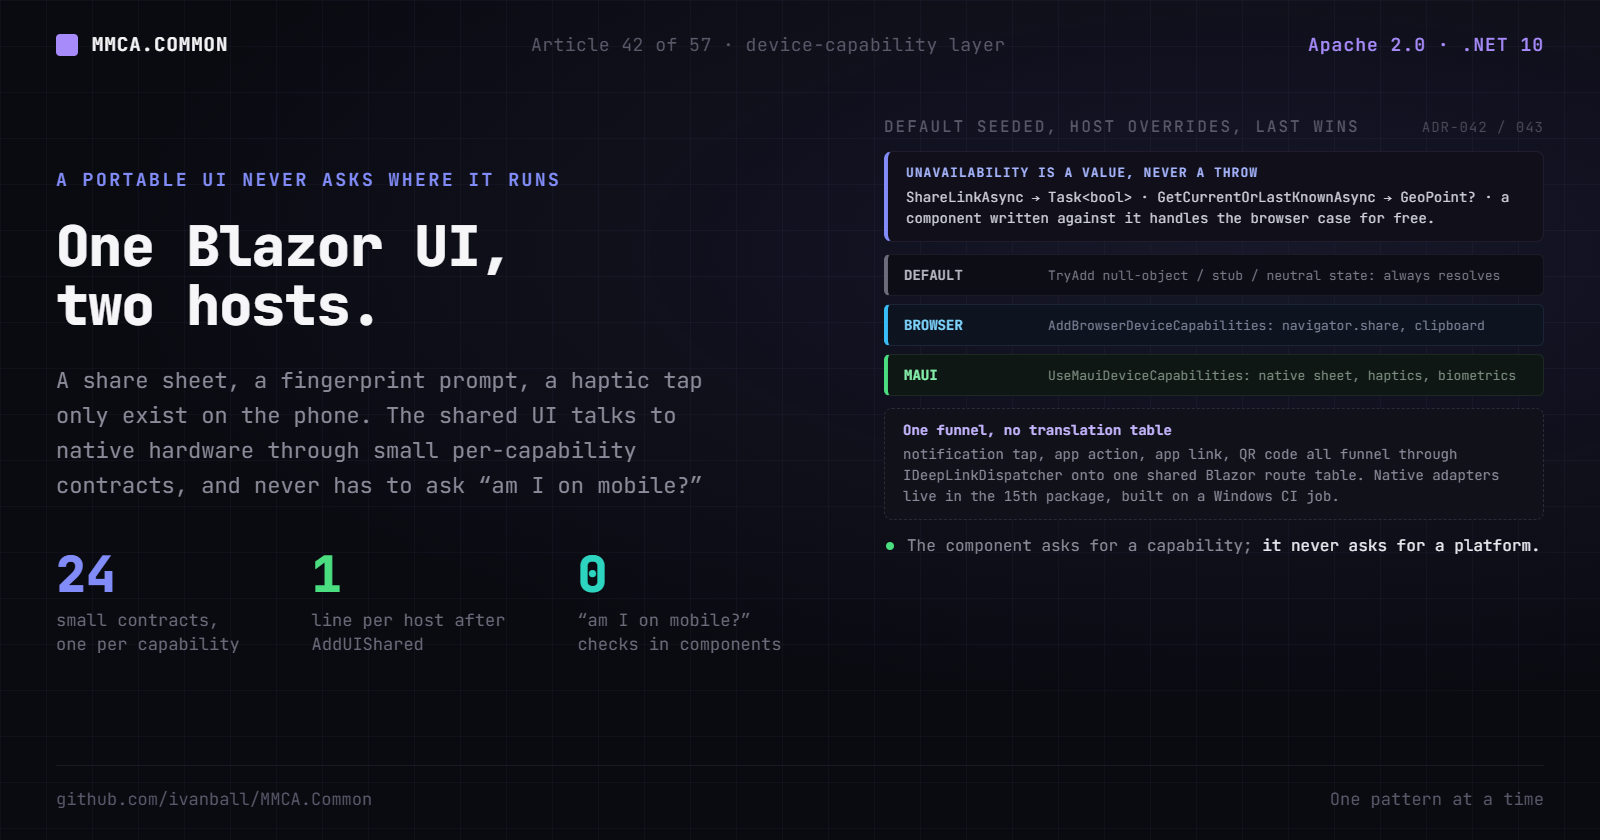 MMCA.COMMON
Article 42 of 57 · device-capability layer
Apache 2.0 · .NET 10
A PORTABLE UI NEVER ASKS WHERE IT RUNS
One Blazor UI,
two hosts.
A share sheet, a fingerprint prompt, a haptic tap
only exist on the phone. The shared UI talks to
native hardware through small per-capability
contracts, and never has to ask “am I on mobile?”
24
small contracts,
one per capability
1
line per host after
AddUIShared
0
“am I on mobile?”
checks in components
DEFAULT SEEDED, HOST OVERRIDES, LAST WINS
ADR-042 / 043
UNAVAILABILITY IS A VALUE, NEVER A THROW
ShareLinkAsync → Task<bool> · GetCurrentOrLastKnownAsync → GeoPoint? · a
component written against it handles the browser case for free.
DEFAULT TryAdd null-object / stub / neutral state: always resolves
BROWSER AddBrowserDeviceCapabilities: navigator.share, clipboard
MAUI UseMauiDeviceCapabilities: native sheet, haptics, biometrics
One funnel, no translation table
notification tap, app action, app link, QR code all funnel through
IDeepLinkDispatcher onto one shared Blazor route table. Native adapters
live in the 15th package, built on a Windows CI job.
The component asks for a capability; it never asks for a platform.
github.com/ivanball/MMCA.Common
One pattern at a time